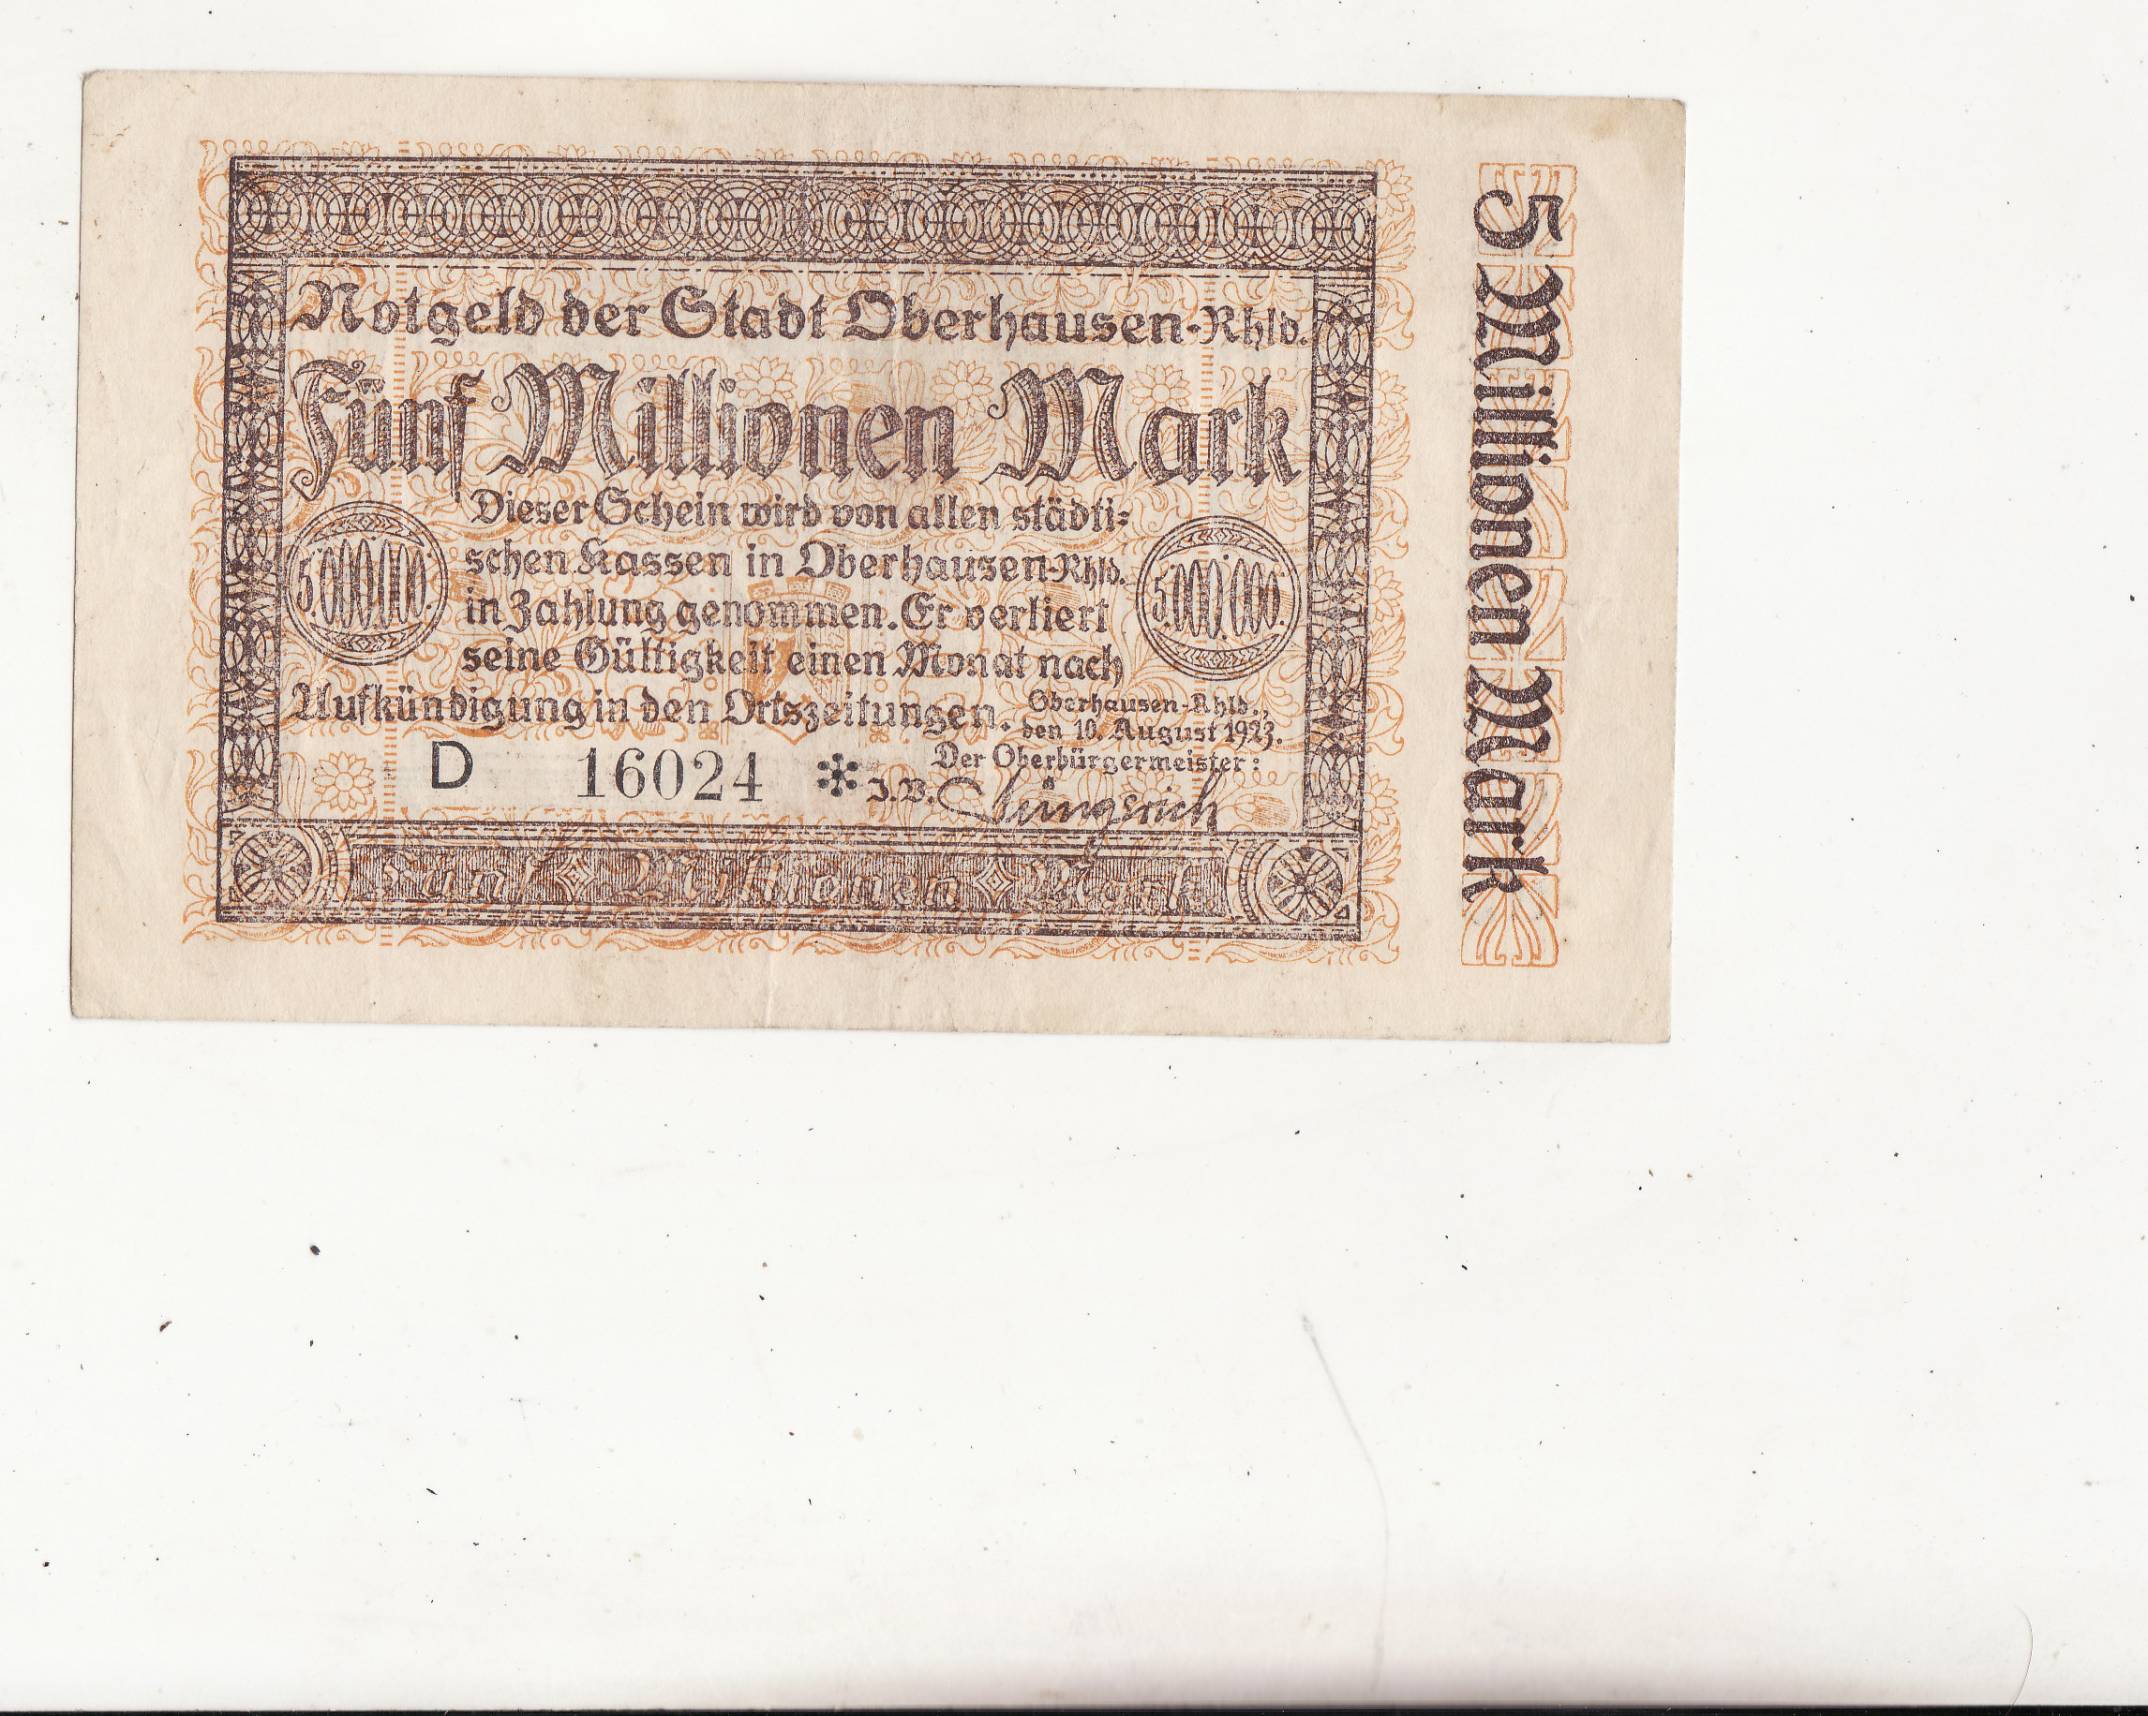 Notgeld der Stadt Oberhausen-Rhld.
Fünf Millionen Mark
Dieser Schein wird von allen städti=
schen Kassen in Oberhausen-Rhld.
in Zahlung genommen. Er verliert
seine Gültigkeit einen Monat nach
Aufkündigung in den Ortszeitungen.
5.000.000.
5.000.000.
Oberhausen-Rhld.,
den 10. August 1923.
Der Oberbürgermeister:
J.V.
D 16024 *
Fünf Millionen Mark
5 Millionen Mark